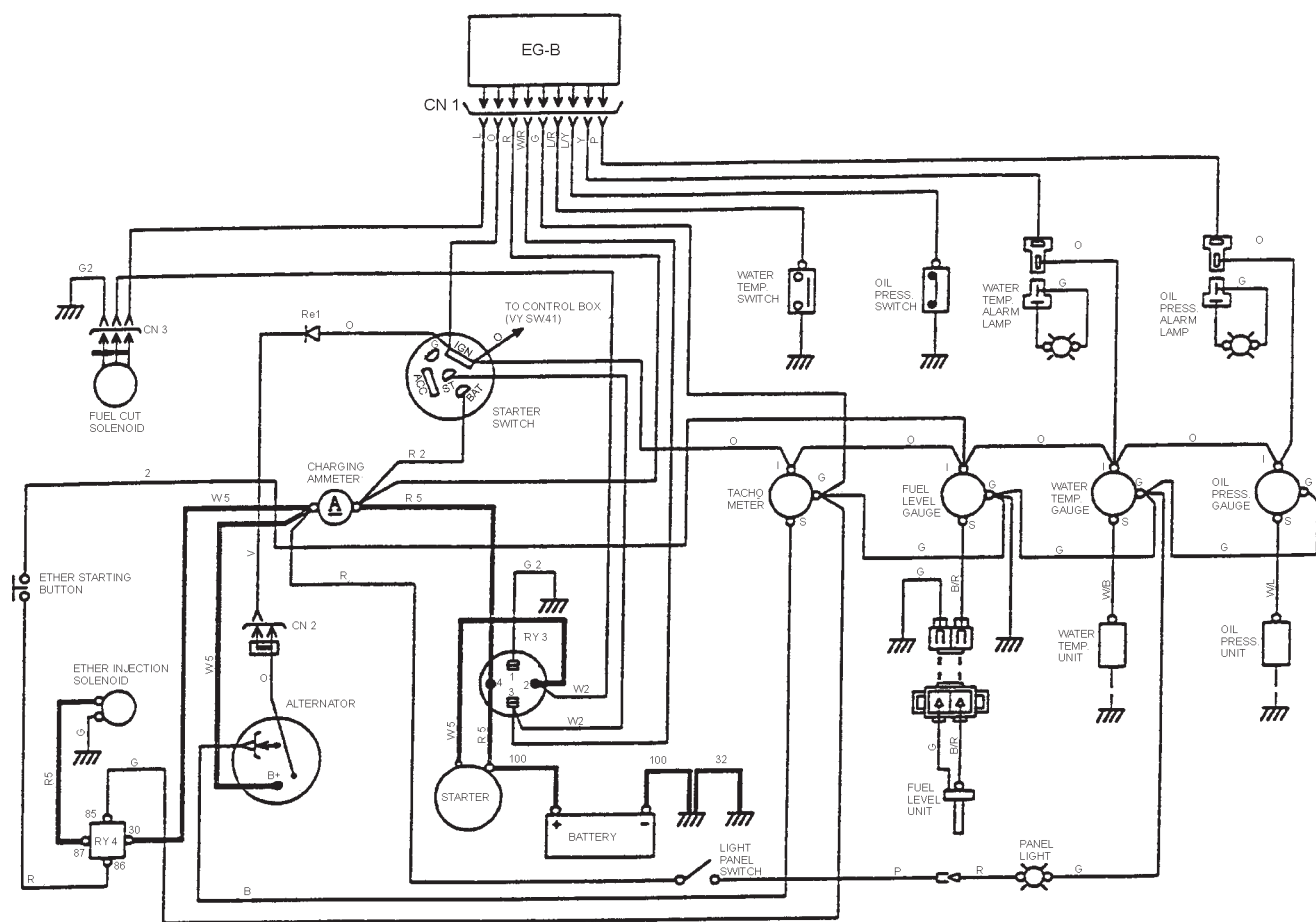 EG-B
CN 1
L
O
R
W/R
G
L/R
L/Y
Y
P
G2
CN 3
FUEL CUT
SOLENOID
Re1
O
TO CONTROL BOX
(VY SW.41)
O
G
IGN
ACC
ST
BAT
STARTER
SWITCH
R 2
WATER
TEMP.
SWITCH
OIL
PRESS.
SWITCH
WATER
TEMP.
ALARM
LAMP
O
G
OIL
PRESS.
ALARM
LAMP
O
G
2
CHARGING
AMMETER
A
W 5
R 5
O
O
O
O
I
G
S
TACHO
METER
I
G
S
FUEL
LEVEL
GAUGE
I
G
S
WATER
TEMP.
GAUGE
I
G
S
OIL
PRESS.
GAUGE
G
G
G
V
R
ETHER STARTING
BUTTON
CN 2
W 5
O
G 2
RY 3
1
2
3
4
W2
W2
G
B/R
W/B
W/L
WATER
TEMP.
UNIT
OIL
PRESS.
UNIT
ETHER INJECTION
SOLENOID
G
R5
ALTERNATOR
B+
W 5
R 5
STARTER
100
100
32
+
-
BATTERY
G
B/R
FUEL
LEVEL
UNIT
G
85
30
RY 4
87
86
R
B
LIGHT
PANEL
SWITCH
P
R
PANEL
LIGHT
G